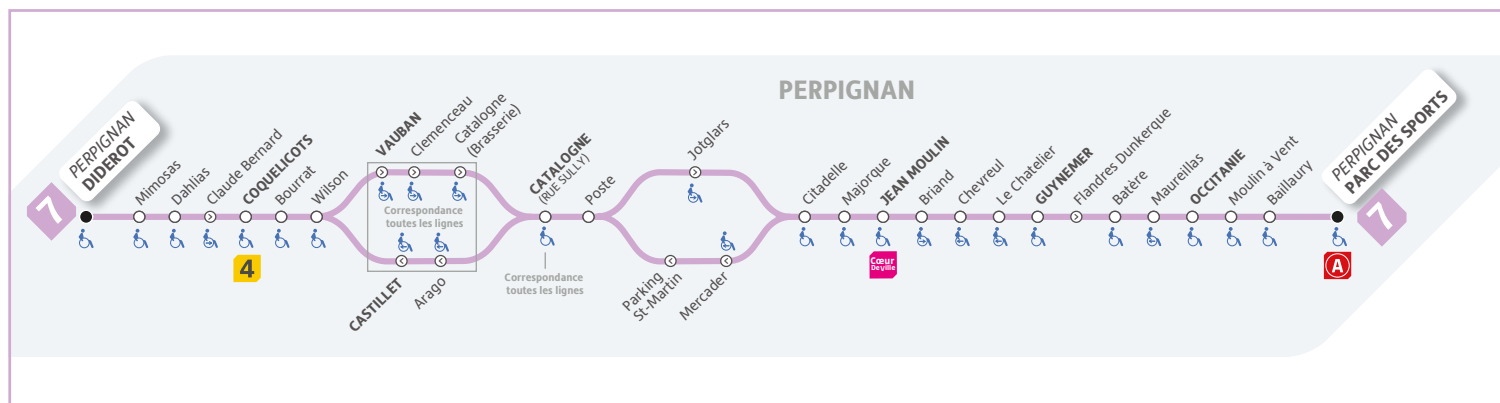 PERPIGNAN
7
PERPIGNAN
DIDEROT
Mimosas
Dahlias
Claude Bernard
COQUELICOTS
4
Bourrat
Wilson
VAUBAN
Clemenceau
Catalogne
(Brasserie)
Correspondance
toutes les lignes
CASTILLET
Arago
CATALOGNE
(RUE SULLY)
Correspondance
toutes les lignes
Poste
Jotglars
Parking
St-Martin
Mercader
Citadelle
Majorque
JEAN MOULIN
Cœur
De ville
Briand
Chevreul
Le Chatelier
GUYNEMER
Flandres Dunkerque
Batère
Maureillas
OCCITANIE
Moulin à Vent
Baillaury
PERPIGNAN
PARC DES SPORTS
7
A